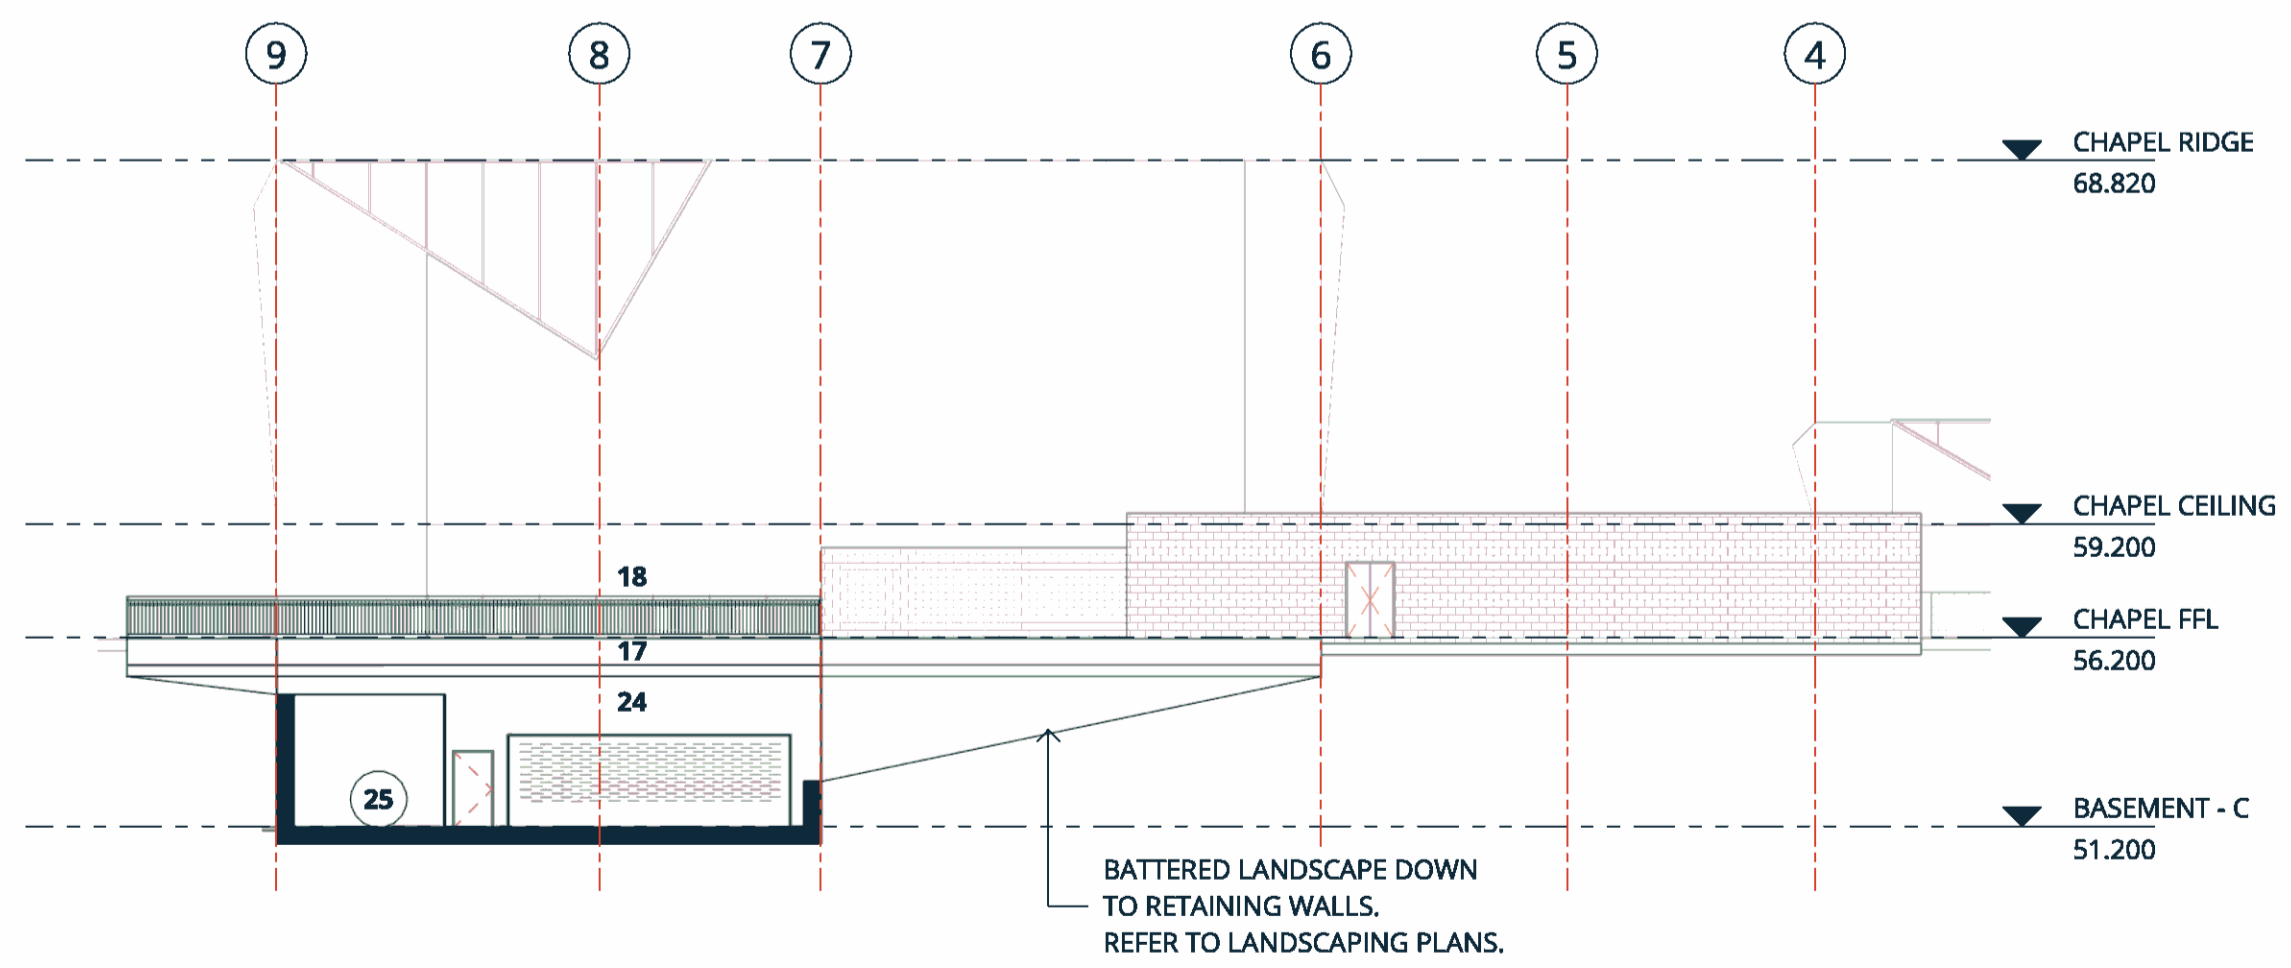 9 8 7 6 5 4
CHAPEL RIDGE
68.820
CHAPEL CEILING
59.200
18
CHAPEL FFL
17
56.200
24
25
BASEMENT - C
51.200
BATTERED LANDSCAPE DOWN
TO RETAINING WALLS.
REFER TO LANDSCAPING PLANS.